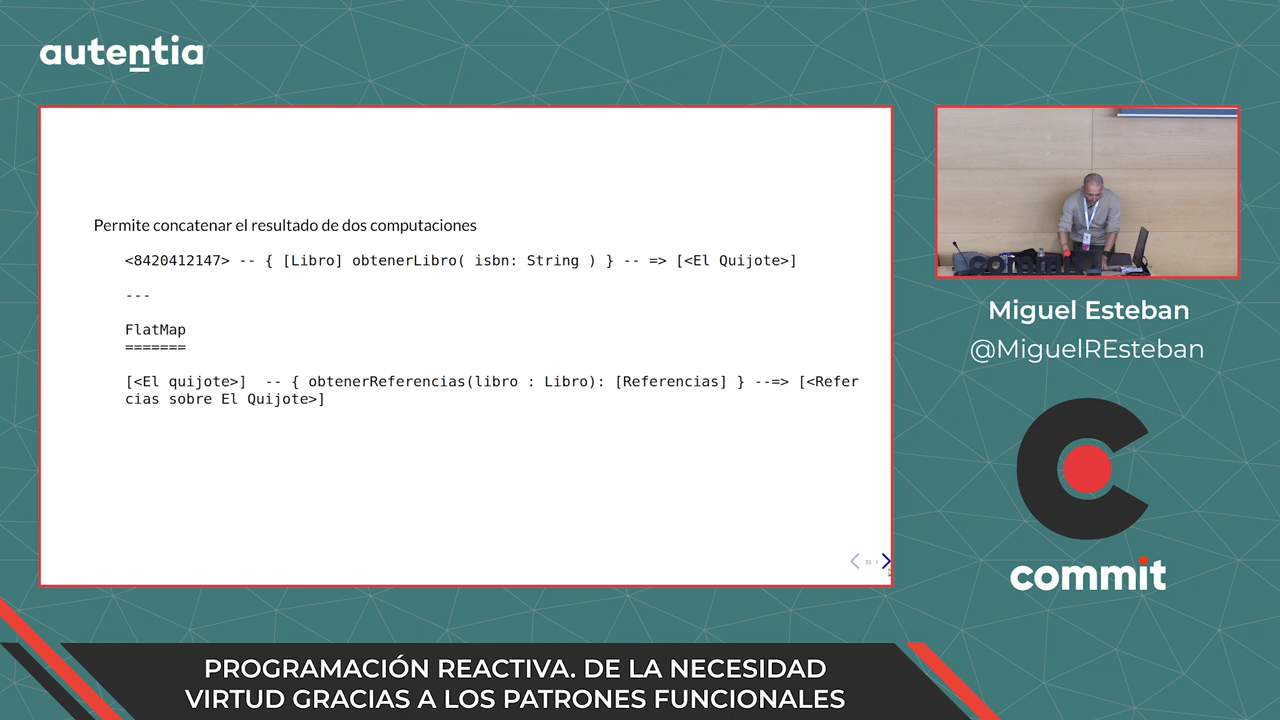 autentia
Permite concatenar el resultado de dos computaciones
<8420412147> -- { [Libro] obtenerLibro( isbn: String ) } -- => [<El Quijote>]
---
FlatMap
=======
[<El quijote>]  -- { obtenerReferencias(libro : Libro): [Referencias] } --=> [<Refer
cias sobre El Quijote>]
33
Miguel Esteban
@MiguelREsteban
commit
PROGRAMACIÓN REACTIVA. DE LA NECESIDAD
VIRTUD GRACIAS A LOS PATRONES FUNCIONALES